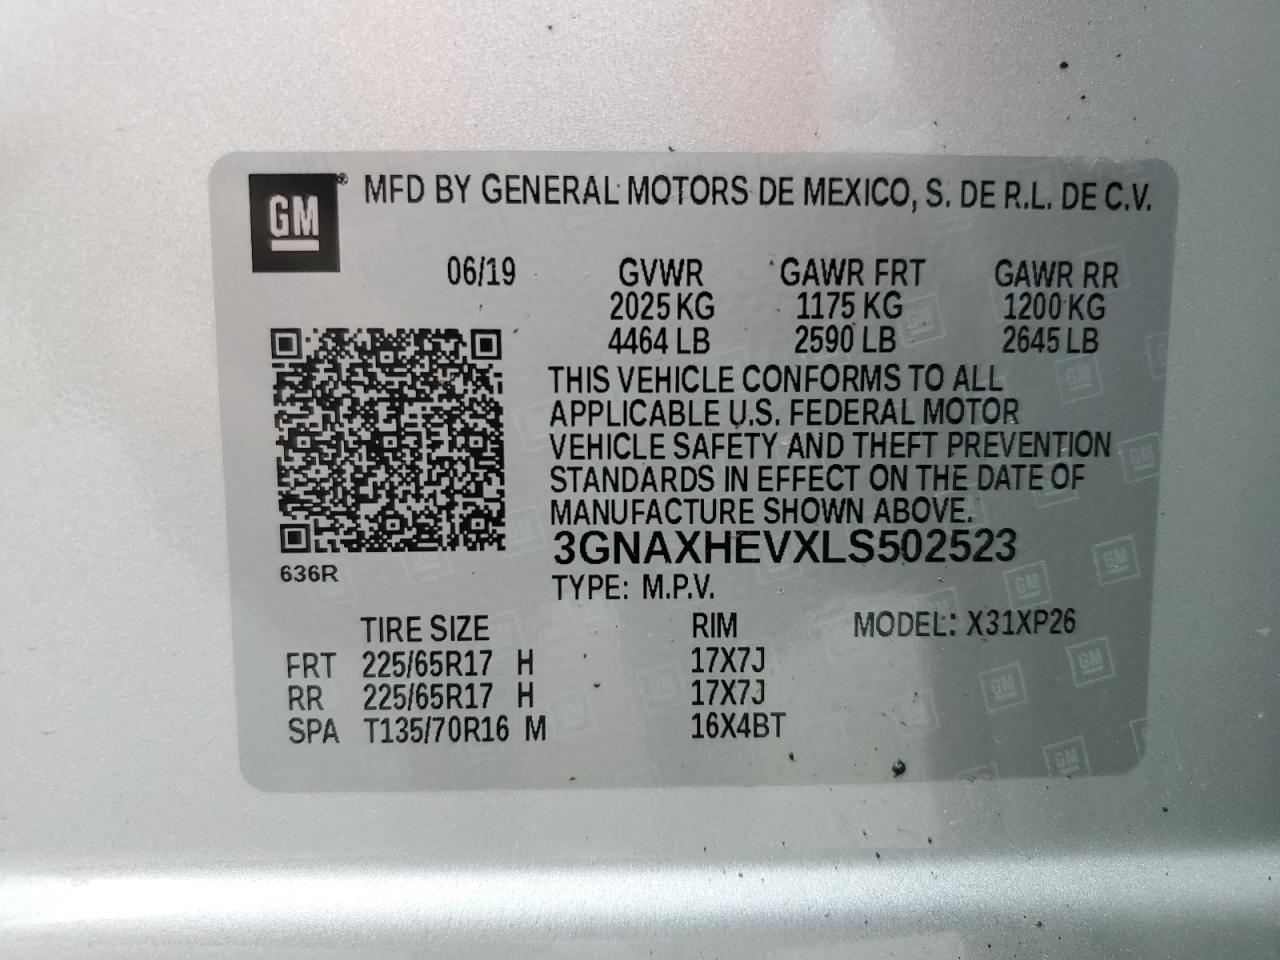 GM ® MFD BY GENERAL MOTORS DE MEXICO, S. DE R.L. DE C.V.
06/19 GVWR GAWR FRT GAWR RR
2025 KG 1175 KG 1200 KG
4464 LB 2590 LB 2645 LB
THIS VEHICLE CONFORMS TO ALL
APPLICABLE U.S. FEDERAL MOTOR
VEHICLE SAFETY AND THEFT PREVENTION
STANDARDS IN EFFECT ON THE DATE OF
MANUFACTURE SHOWN ABOVE.
3GNAXHEVXLS502523
636R
TYPE: M.P.V.
TIRE SIZE RIM MODEL: X31XP26
FRT 225/65R17 H 17X7J
RR 225/65R17 H 17X7J
SPA T135/70R16 M 16X4BT